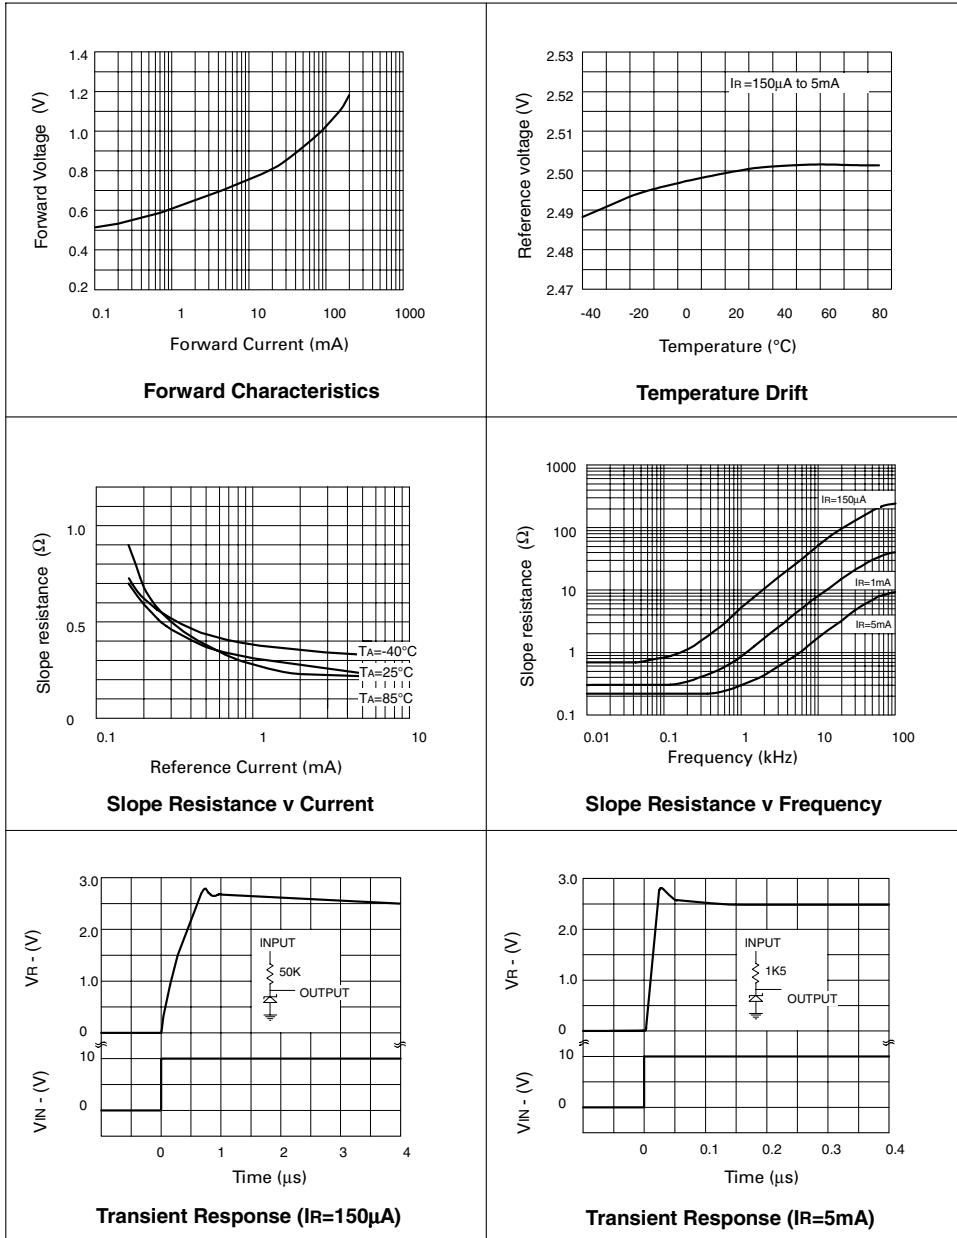 1.4
1.2
1.0
0.8
0.6
0.4
0.2
Forward Voltage (V)
0.1 1 10 100 1000
Forward Current (mA)
Forward Characteristics
2.53
2.52
2.51
2.50
2.49
2.48
2.47
Reference voltage (V)
IR =150µA to 5mA
-40 -20 0 20 40 60 80
Temperature (°C)
Temperature Drift
1.0
0.5
0
Slope resistance (Ω)
TA=-40°C
TA=25°C
TA=85°C
0.1 1 10
Reference Current (mA)
Slope Resistance v Current
1000
100
10
1
0.1
Slope resistance (Ω)
IR=150µA
IR=1mA
IR=5mA
0.01 0.1 1 10 100
Frequency (kHz)
Slope Resistance v Frequency
3.0
2.0
1.0
0
VR - (V)
INPUT
50K
OUTPUT
10
0
VIN - (V)
0 1 2 3 4
Time (µs)
Transient Response (IR=150µA)
3.0
2.0
1.0
0
VR - (V)
INPUT
1K5
OUTPUT
10
0
VIN - (V)
0 0.1 0.2 0.3 0.4
Time (µs)
Transient Response (IR=5mA)